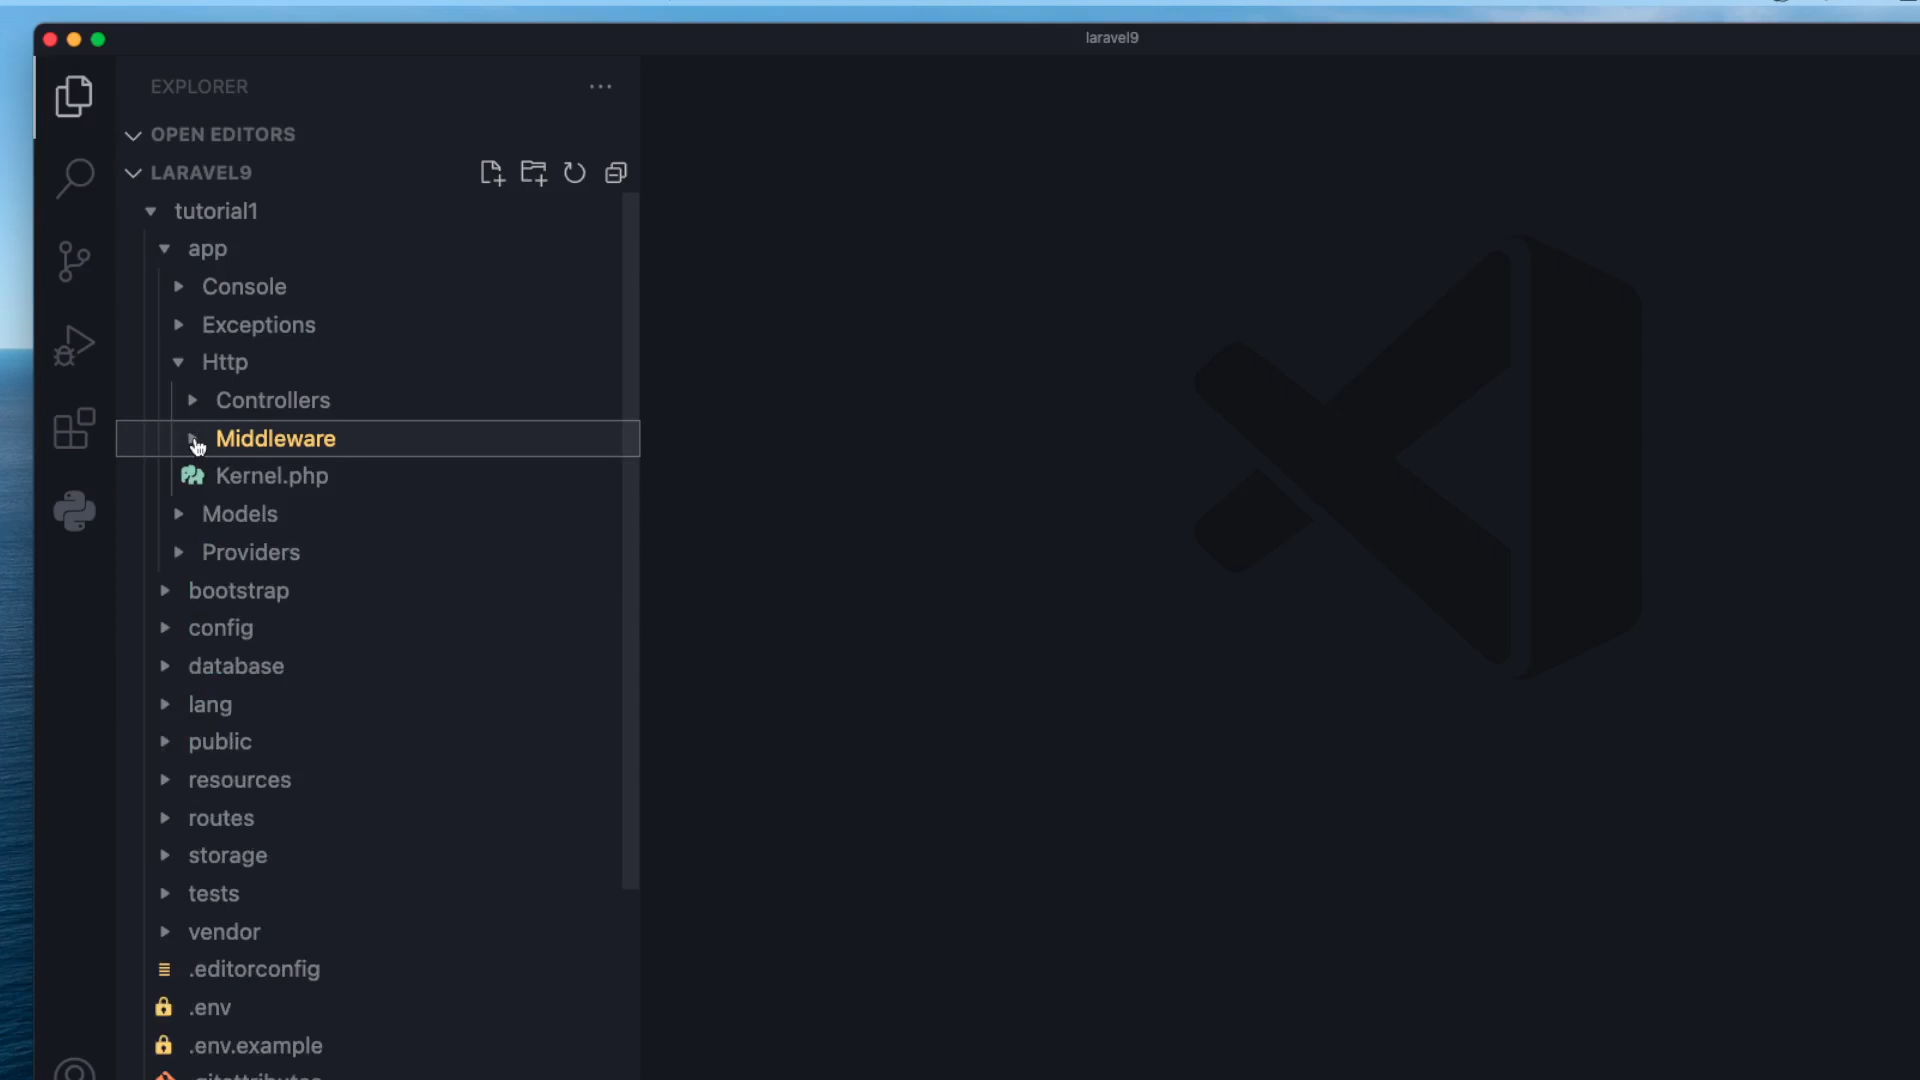 laravel9
EXPLORER
OPEN EDITORS
LARAVEL9
tutorial1
app
Console
Exceptions
Http
Controllers
Middleware
Kernel.php
Models
Providers
bootstrap
config
database
lang
public
resources
routes
storage
tests
vendor
.editorconfig
.env
.env.example
.gitattributes